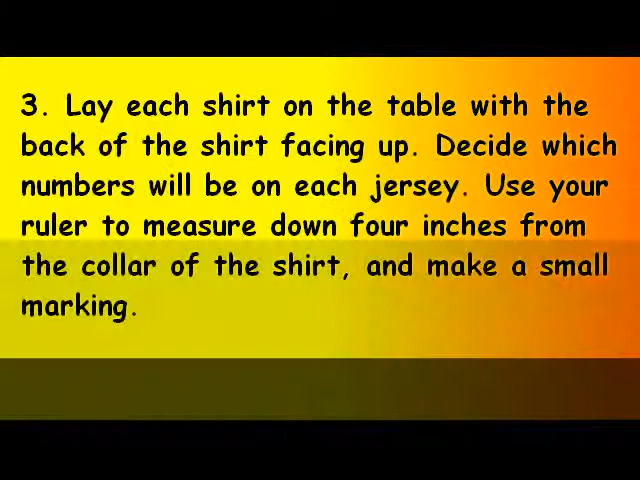 3. Lay each shirt on the table with the
back of the shirt facing up. Decide which
numbers will be on each jersey. Use your
ruler to measure down four inches from
the collar of the shirt, and make a small
marking.